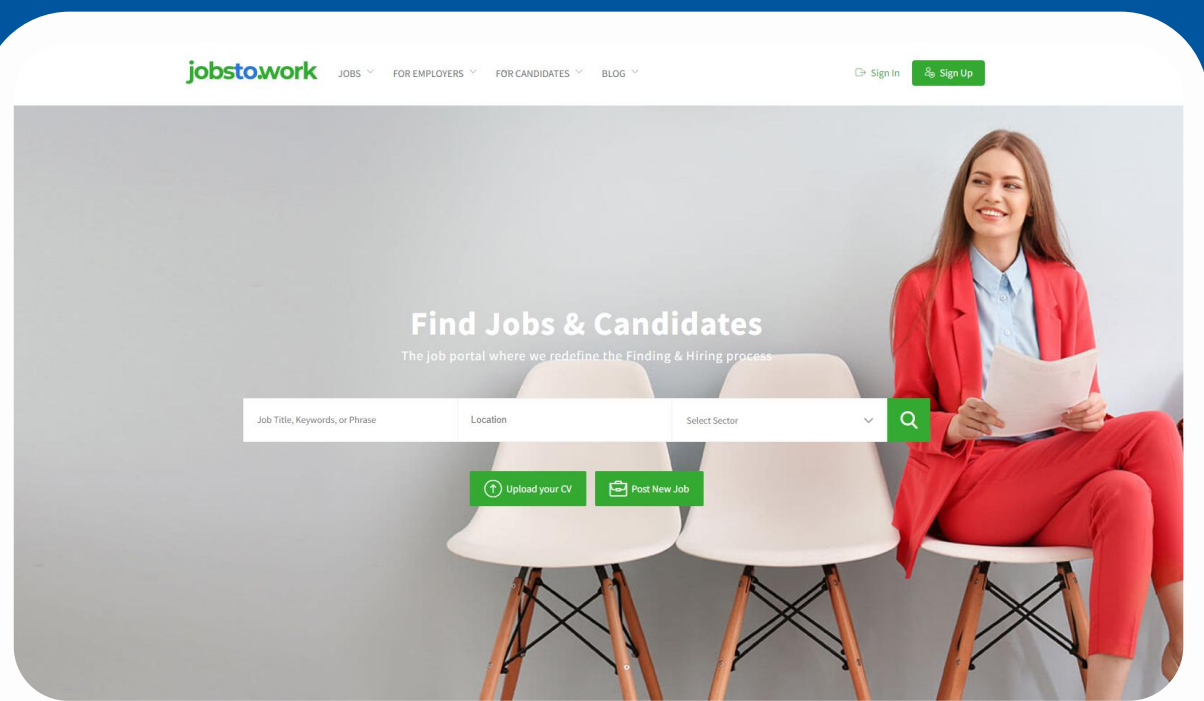 jobsto.work
JOBS
FOR EMPLOYERS
FOR CANDIDATES
BLOG
Sign In
Sign Up
Find Jobs & Candidates
The job portal where we redefine the Finding & Hiring process
Job Title, Keywords, or Phrase
Location
Select Sector
Upload your CV
Post New Job